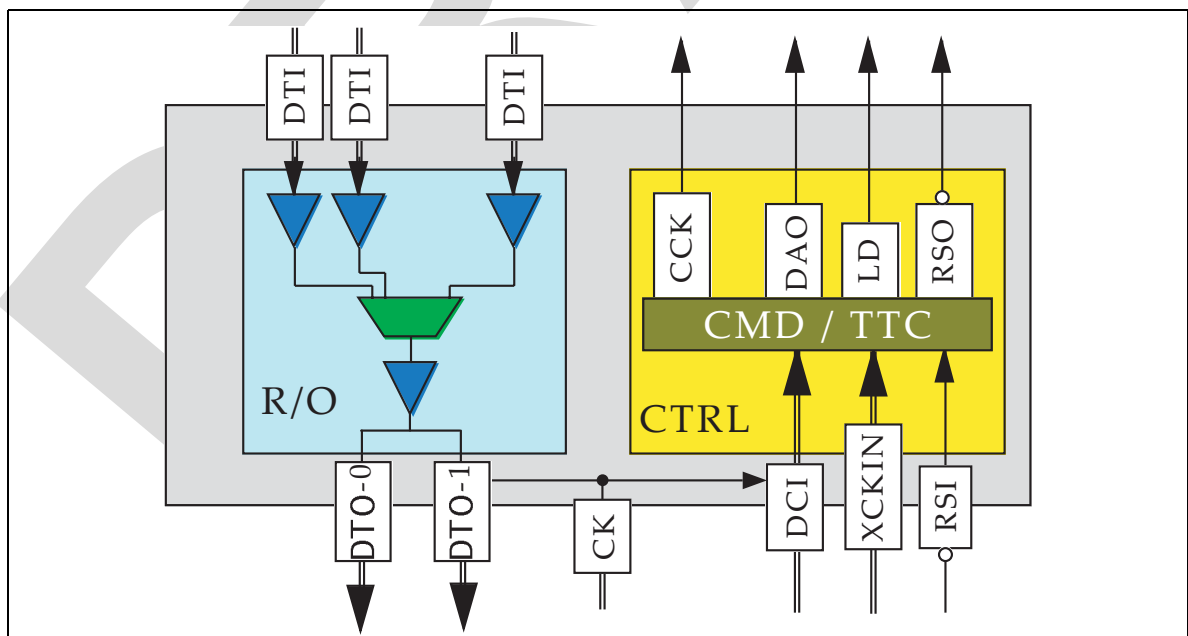 DTI
DTI
DTI
CCK
DAO
LD
RSO
CMD / TTC
R/O
CTRL
DTO-0
DTO-1
CK
DCI
XCKIN
RSI